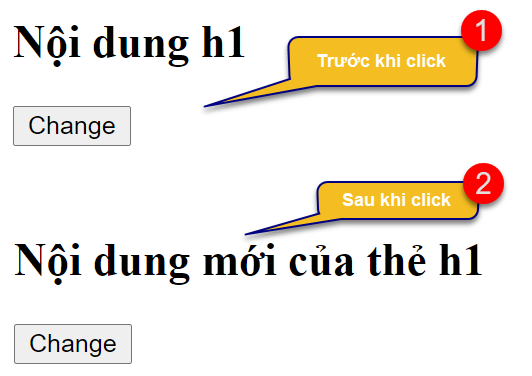 Nội dung h1
1
Trước khi click
Change
2
Sau khi click
Nội dung mới của thẻ h1
Change